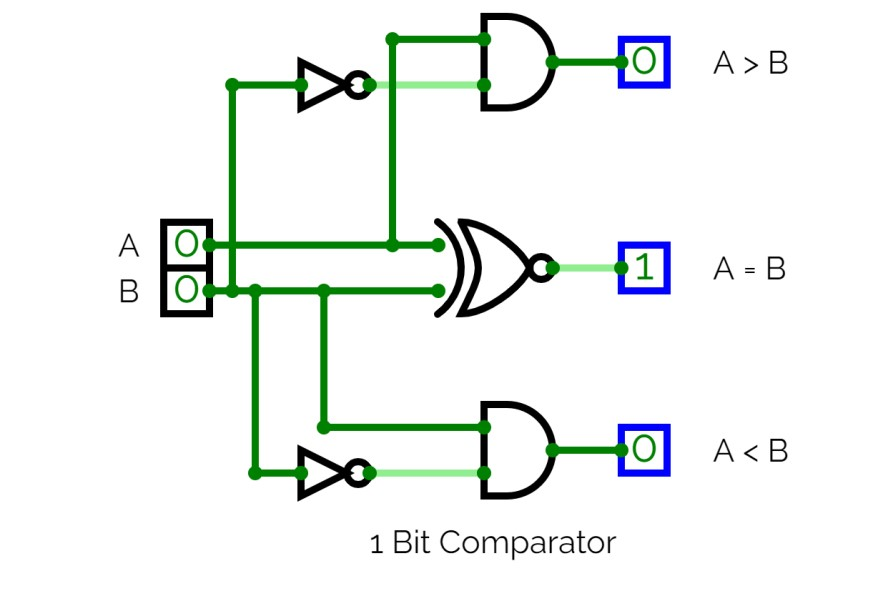 0 A > B
A 0
B 0
1 A = B
0 A < B
1 Bit Comparator